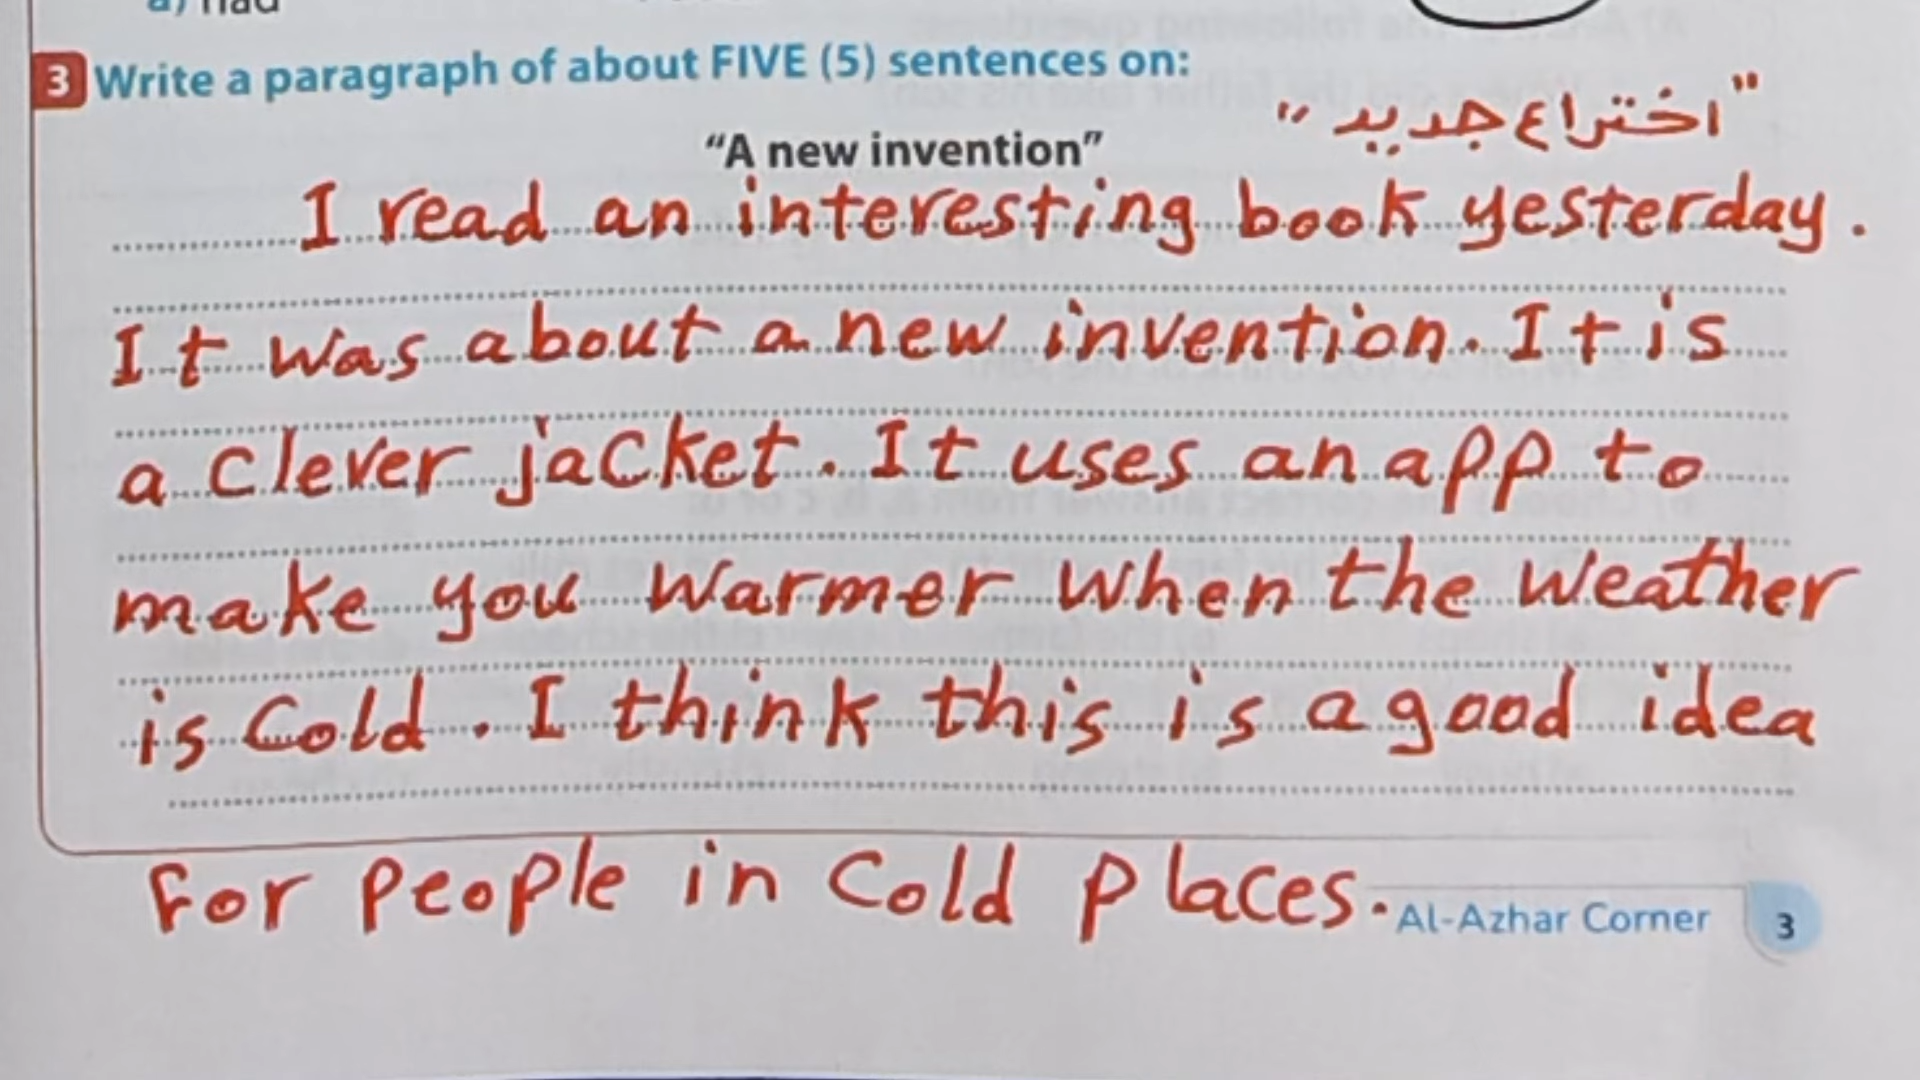 a) had
3 Write a paragraph of about FIVE (5) sentences on:
"اختراع جديد"
“A new invention”
I read an interesting book yesterday.
It was about a new invention. It is
a clever jacket. It uses an app to
make you warmer when the weather
is cold. I think this is a good idea
for people in cold places.
Al-Azhar Corner 3